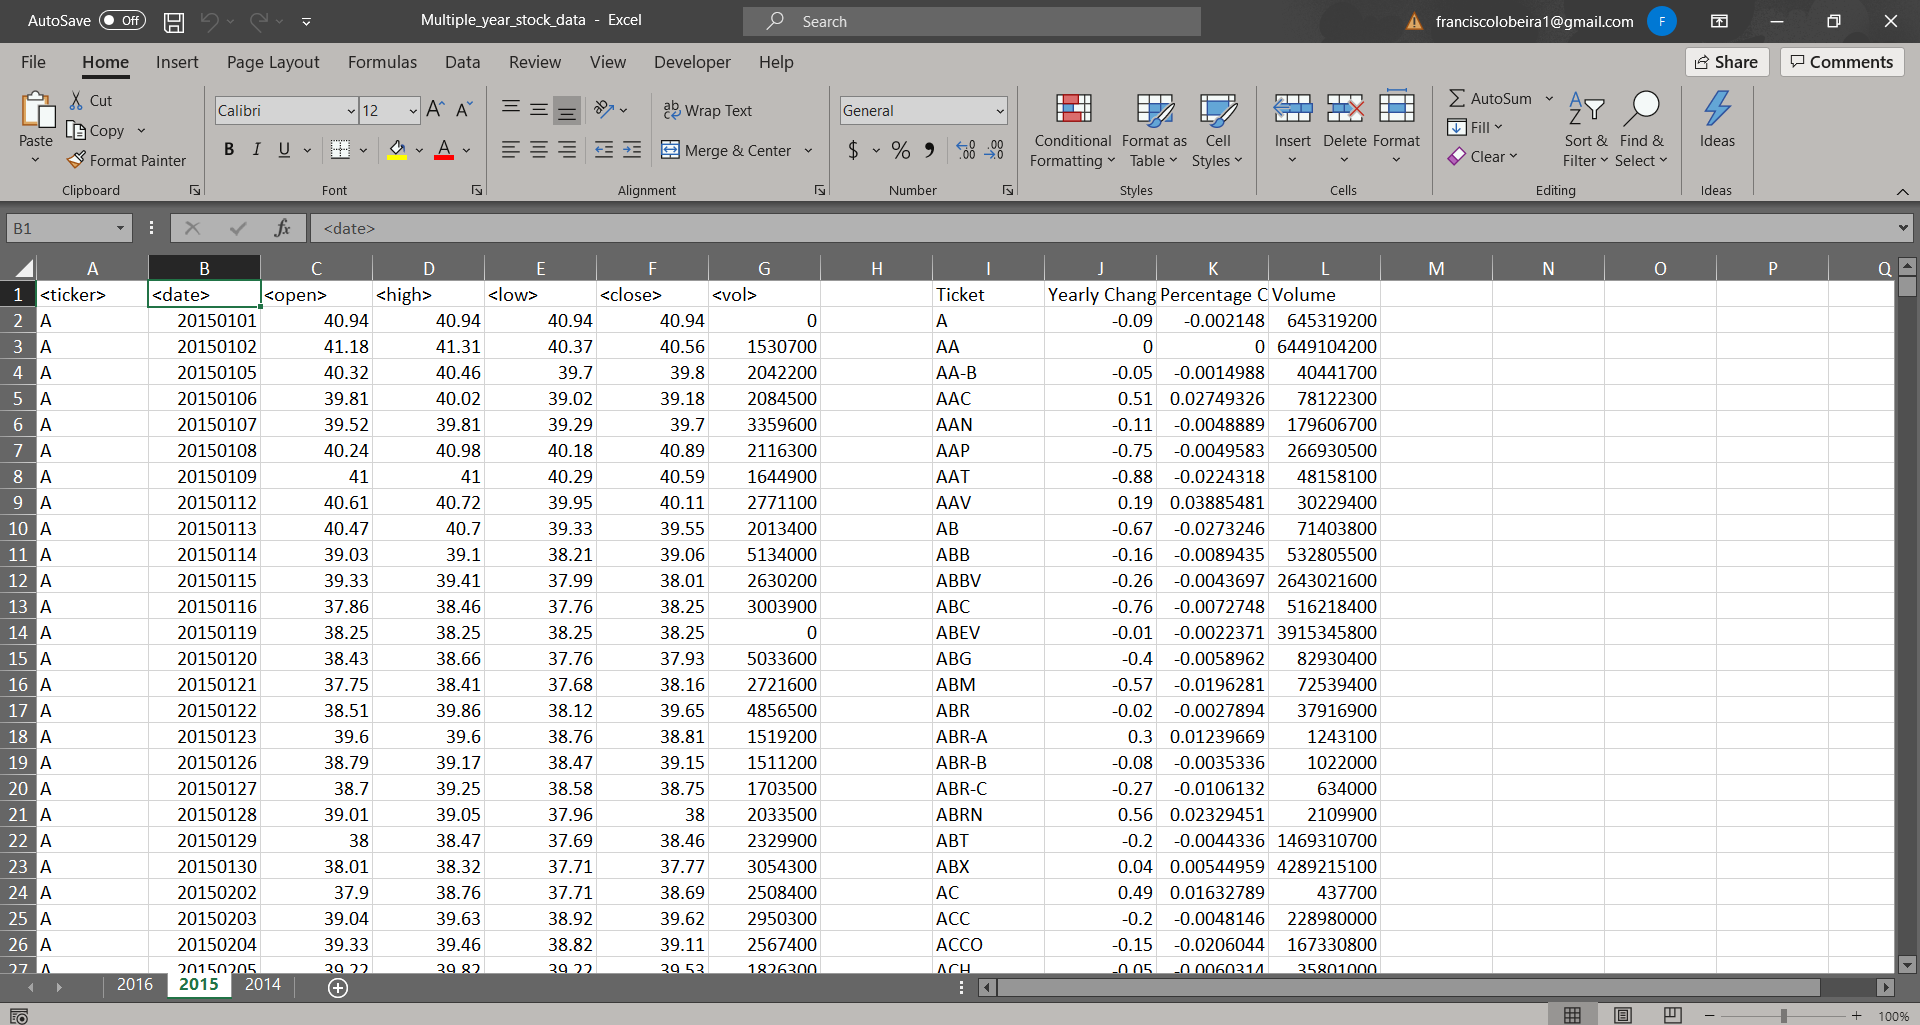 AutoSave Off Multiple_year_stock_data - Excel Search franciscolobeira1@gmail.com F
File Home Insert Page Layout Formulas Data Review View Developer Help Share Comments
Paste Cut Copy Format Painter Clipboard
Calibri 12 A A B I U A Font
ab Wrap Text Merge & Center Alignment
General $ % 9 .00 .00 Number
Conditional Formatting Format as Table Cell Styles Styles
Insert Delete Format Cells
AutoSum Fill Clear Sort & Filter Find & Select Editing
Ideas Ideas
B1 fx <date>
A B C D E F G H I J K L M N O P Q
1 <ticker> <date> <open> <high> <low> <close> <vol> Ticket Yearly Chang Percentage C Volume
2 A 20150101 40.94 40.94 40.94 40.94 0 A -0.09 -0.002148 645319200
3 A 20150102 41.18 41.31 40.37 40.56 1530700 AA 0 0 6449104200
4 A 20150105 40.32 40.46 39.7 39.8 2042200 AA-B -0.05 -0.0014988 40441700
5 A 20150106 39.81 40.02 39.02 39.18 2084500 AAC 0.51 0.02749326 78122300
6 A 20150107 39.52 39.81 39.29 39.7 3359600 AAN -0.11 -0.0048889 179606700
7 A 20150108 40.24 40.98 40.18 40.89 2116300 AAP -0.75 -0.0049583 266930500
8 A 20150109 41 41 40.29 40.59 1644900 AAT -0.88 -0.0224318 48158100
9 A 20150112 40.61 40.72 39.95 40.11 2771100 AAV 0.19 0.03885481 30229400
10 A 20150113 40.47 40.7 39.33 39.55 2013400 AB -0.67 -0.0273246 71403800
11 A 20150114 39.03 39.1 38.21 39.06 5134000 ABB -0.16 -0.0089435 532805500
12 A 20150115 39.33 39.41 37.99 38.01 2630200 ABBV -0.26 -0.0043697 2643021600
13 A 20150116 37.86 38.46 37.76 38.25 3003900 ABC -0.76 -0.0072748 516218400
14 A 20150119 38.25 38.25 38.25 38.25 0 ABEV -0.01 -0.0022371 3915345800
15 A 20150120 38.43 38.66 37.76 37.93 5033600 ABG -0.4 -0.0058962 82930400
16 A 20150121 37.75 38.41 37.68 38.16 2721600 ABM -0.57 -0.0196281 72539400
17 A 20150122 38.51 39.86 38.12 39.65 4856500 ABR -0.02 -0.0027894 37916900
18 A 20150123 39.6 39.6 38.76 38.81 1519200 ABR-A 0.3 0.01239669 1243100
19 A 20150126 38.79 39.17 38.47 39.15 1511200 ABR-B -0.08 -0.0035336 1022000
20 A 20150127 38.7 39.25 38.58 38.75 1703500 ABR-C -0.27 -0.0106132 634000
21 A 20150128 39.01 39.05 37.96 38 2033500 ABRN 0.56 0.02329451 2109900
22 A 20150129 38 38.47 37.69 38.46 2329900 ABT -0.2 -0.0044336 1469310700
23 A 20150130 38.01 38.32 37.71 37.77 3054300 ABX 0.04 0.00544959 4289215100
24 A 20150202 37.9 38.76 37.71 38.69 2508400 AC 0.49 0.01632789 437700
25 A 20150203 39.04 39.63 38.92 39.62 2950300 ACC -0.2 -0.0048146 228980000
26 A 20150204 39.33 39.46 38.82 39.11 2567400 ACCO -0.15 -0.0206044 167330800
27 A 20150205 39.22 39.82 39.22 39.53 1826300 ACH -0.05 -0.0060314 35801000
2016 2015 2014
100%